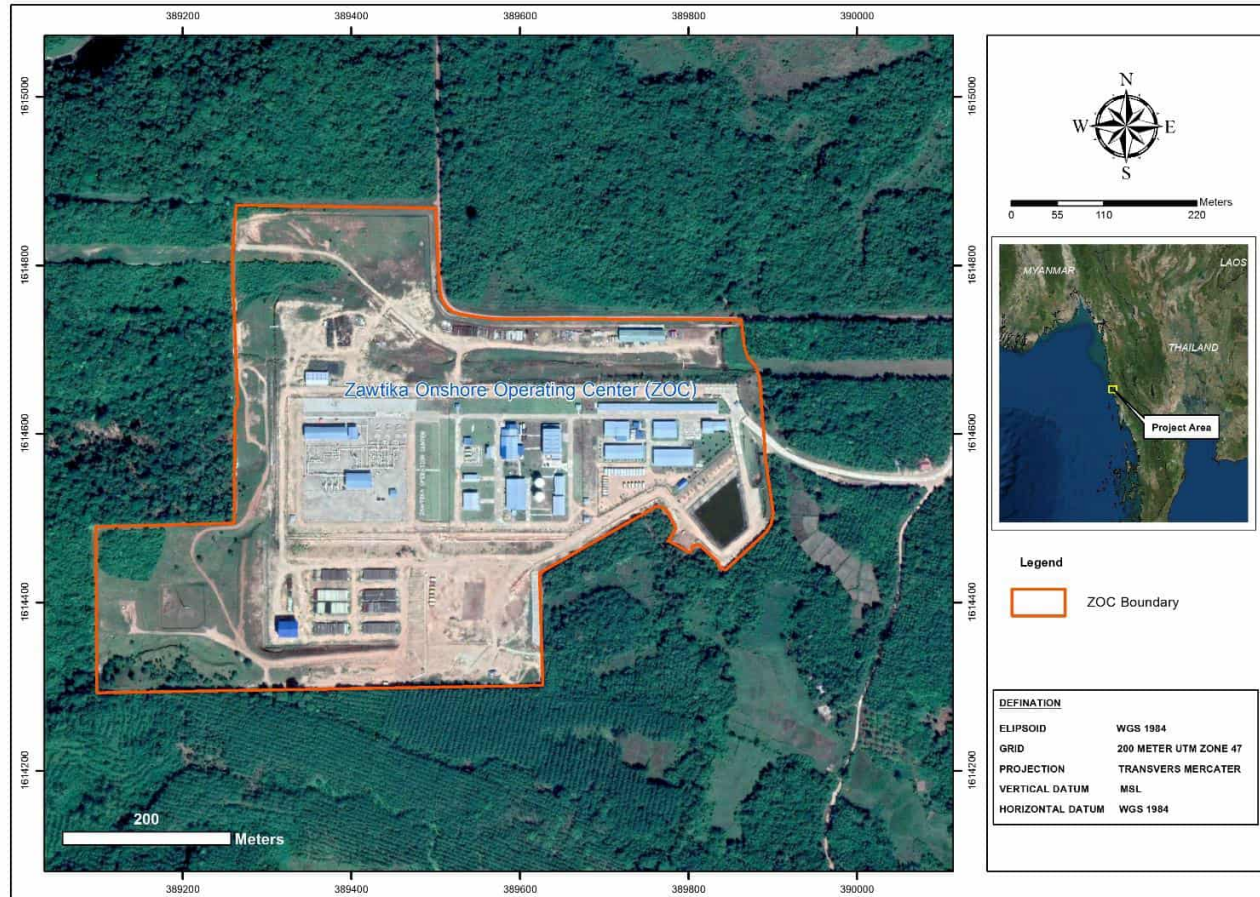 389200 389400 389600 389800 390000
1615000
1614800
1614600
1614400
1614200
1615000
1614800
1614600
1614400
1614200
Zawtika Onshore Operating Center (ZOC)
ZAWTIKA OPERATION CENTER
200
Meters
389200 389400 389600 389800 390000
N
W E
S
Meters
0 55 110 220
MYANMAR
LAOS
THAILAND
Project Area
Legend
ZOC Boundary
DEFINATION
ELIPSOID WGS 1984
GRID 200 METER UTM ZONE 47
PROJECTION TRANSVERS MERCATER
VERTICAL DATUM MSL
HORIZONTAL DATUM WGS 1984